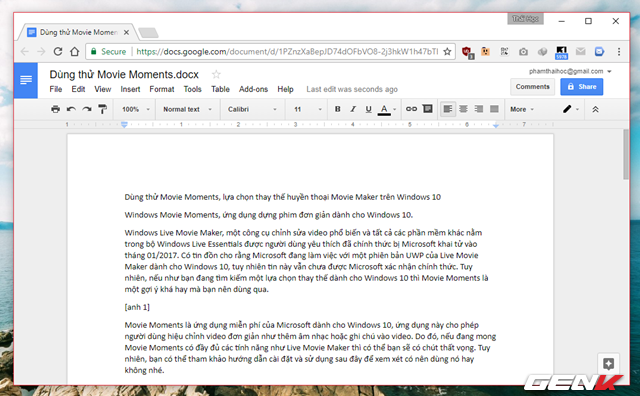 Thái Học
Dùng thử Movie Momen
Secure
https://docs.google.com/document/d/1PZnzXaBepJD74dOFbVO8-2j3hkW1h47bTl
Dùng thử Movie Moments.docx
phamthaihoc@gmail.com
File Edit View Insert Format Tools Table Add-ons Help Last edit was seconds ago
Comments Share
100% Normal text Calibri 11 B I U A More
1 1 2 3 4 5 6 7
Dùng thử Movie Moments, lựa chọn thay thế huyền thoại Movie Maker trên Windows 10
Windows Movie Moments, ứng dụng dựng phim đơn giản dành cho Windows 10.
Windows Live Movie Maker, một công cụ chỉnh sửa video phổ biến và tất cả các phần mềm khác nằm
trong bộ Windows Live Essentials được người dùng yêu thích đã chính thức bị Microsoft khai tử vào
tháng 01/2017. Có tin đồn cho rằng Microsoft đang làm việc với một phiên bản UWP của Live Movie
Maker dành cho Windows 10, tuy nhiên tin này vẫn chưa được Microsoft xác nhận chính thức. Tuy
nhiên, nếu như bạn đang tìm kiếm một lựa chọn thay thế dành cho Windows 10 thì Movie Moments là
một gợi ý khá hay mà bạn nên dùng qua.
[anh 1]
Movie Moments là ứng dụng miễn phí của Microsoft dành cho Windows 10, ứng dụng này cho phép
người dùng hiệu chỉnh video đơn giản như thêm âm nhạc hoặc ghi chú vào video. Do đó, nếu đang mong
Movie Moments có đầy đủ các tính năng như Live Movie Maker thì có thể bạn sẽ có chút thất vọng. Tuy
nhiên, bạn có thể tham khảo hướng dẫn cài đặt và sử dụng sau đây để xem xét có nên dùng nó hay
không nhé.
GENK